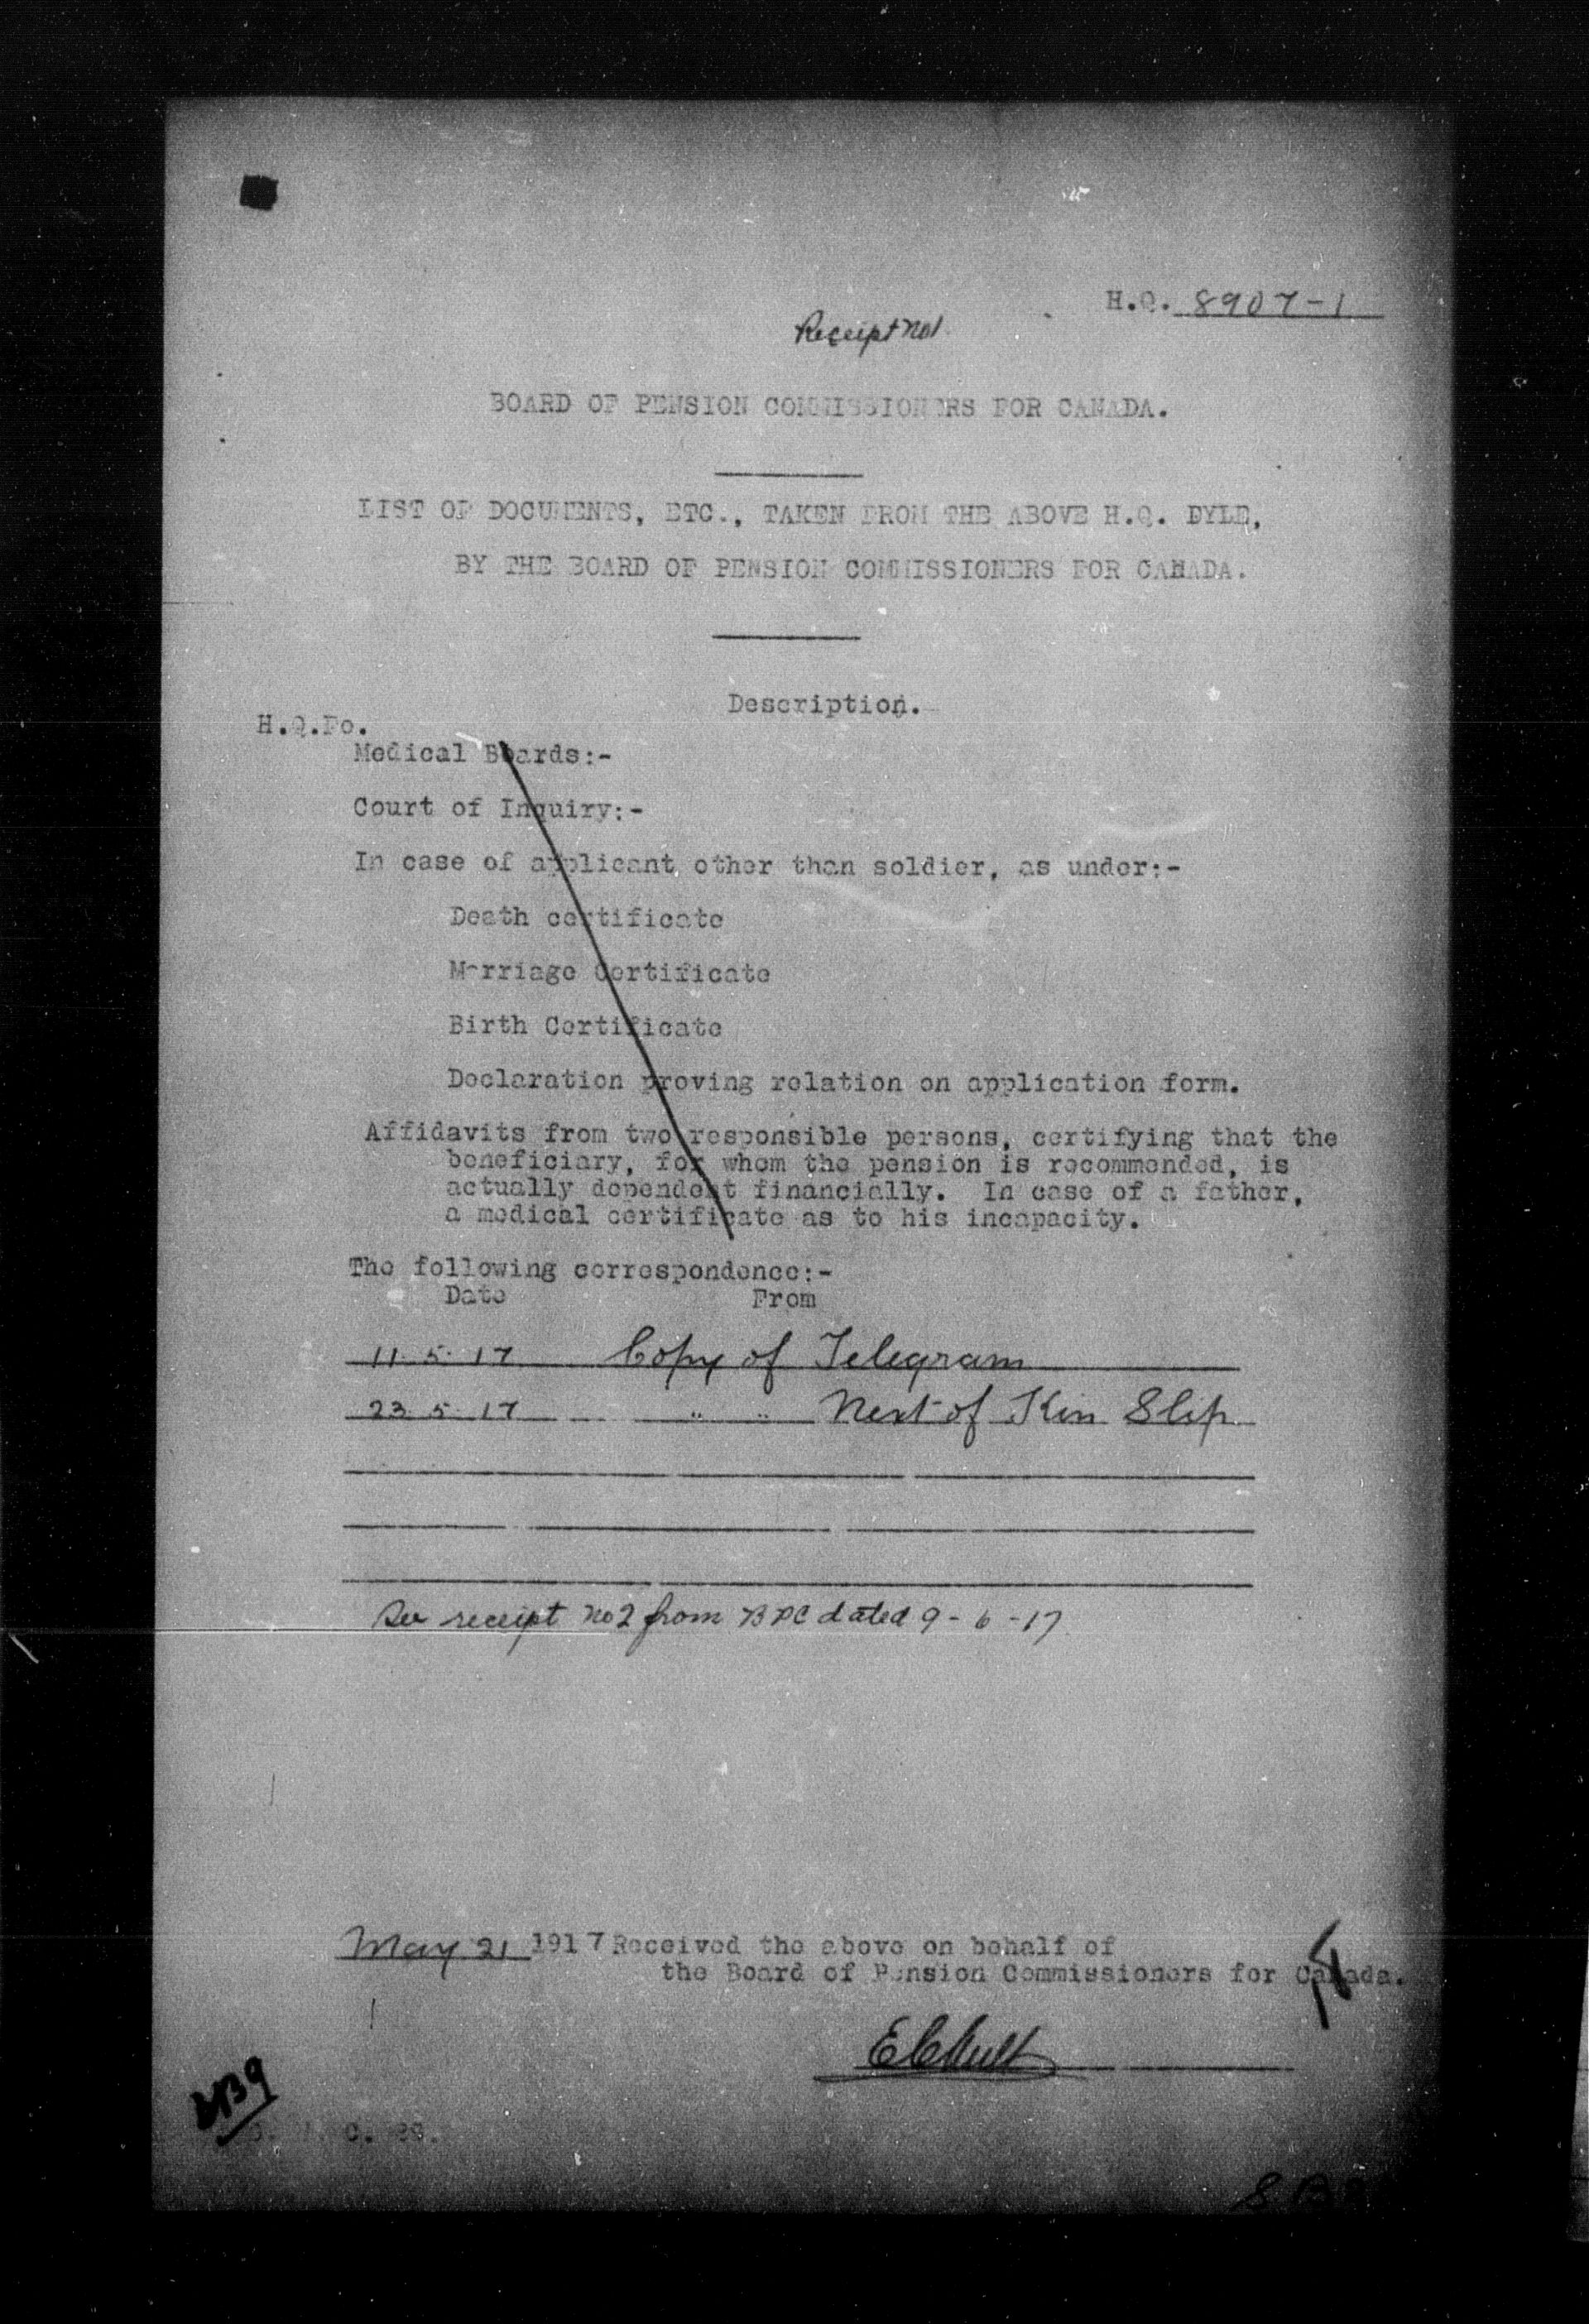 H.Q. 8907-1
Receipt no1
BOARD OF PENSION COMMISSIONERS FOR CANADA.
LIST OF DOCUMENTS, ETC., TAKEN FROM THE ABOVE H.Q. FYLE,
BY THE BOARD OF PENSION COMMISSIONERS FOR CANADA.
Description.
H.Q.Fo.
Medical Boards:-
Court of Inquiry:-
In case of applicant other than soldier, as under:-
Death certificate
Marriage Certificate
Birth Certificate
Declaration proving relation on application form.
Affidavits from two responsible persons, certifying that the
beneficiary, for whom the pension is recommended, is
actually dependent financially. In case of a father,
a medical certificate as to his incapacity.
The following correspondence:-
Date From
11.5.17 Copy of Telegram
23.5.17 " " Next of Kin Slip
See receipt no2 from BPC dated 9-6-17
May 21 1917 Received the above on behalf of
the Board of Pension Commissioners for Canada.